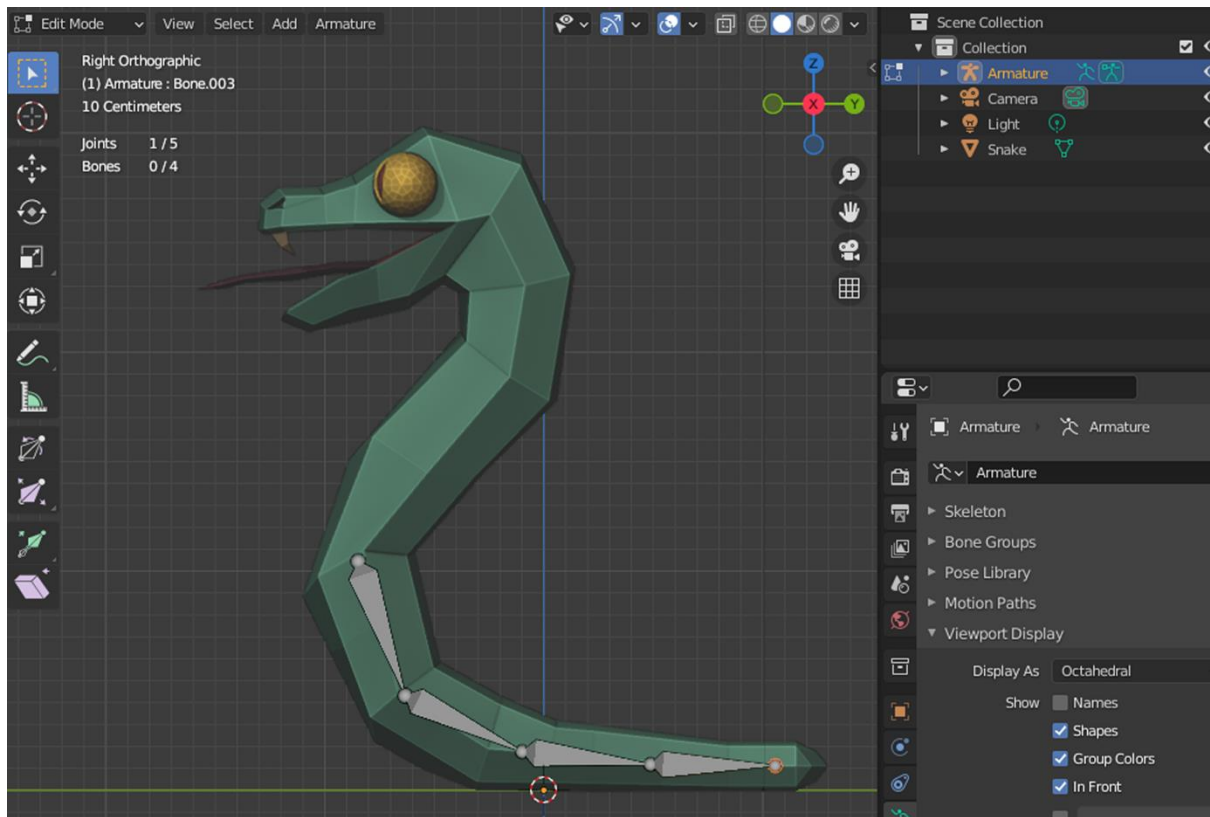 Edit Mode View Select Add Armature
Right Orthographic
(1) Armature : Bone.003
10 Centimeters
Joints 1/5
Bones 0/4
Z
X
Y
Scene Collection
Collection
Armature
Camera
Light
Snake
Armature Armature
Armature
Skeleton
Bone Groups
Pose Library
Motion Paths
Viewport Display
Display As Octahedral
Show Names
Shapes
Group Colors
In Front